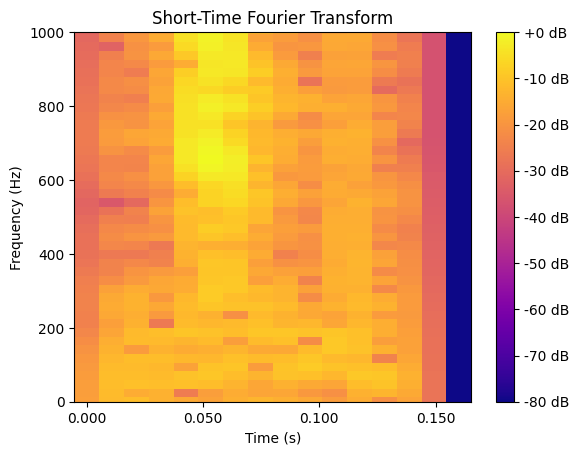 Short-Time Fourier Transform
1000
800
600
400
200
0
Frequency (Hz)
0.000
0.050
0.100
0.150
Time (s)
+0 dB
-10 dB
-20 dB
-30 dB
-40 dB
-50 dB
-60 dB
-70 dB
-80 dB